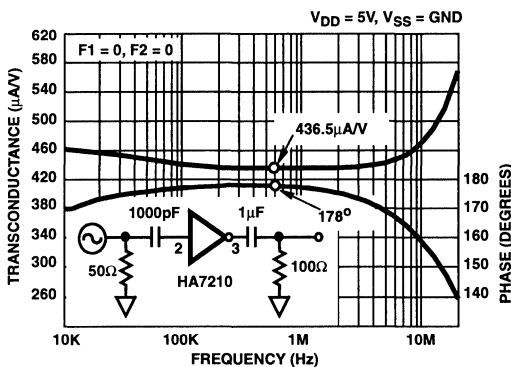 V_DD = 5V, V_SS = GND
F1 = 0, F2 = 0
TRANSCONDUCTANCE (µA/V)
620
580
540
500
460
420
380
340
300
260
436.5µA/V
178°
180
170
160
150
140
PHASE (DEGREES)
1000pF
1µF
2
3
50Ω
HA7210
100Ω
10K
100K
1M
10M
FREQUENCY (Hz)